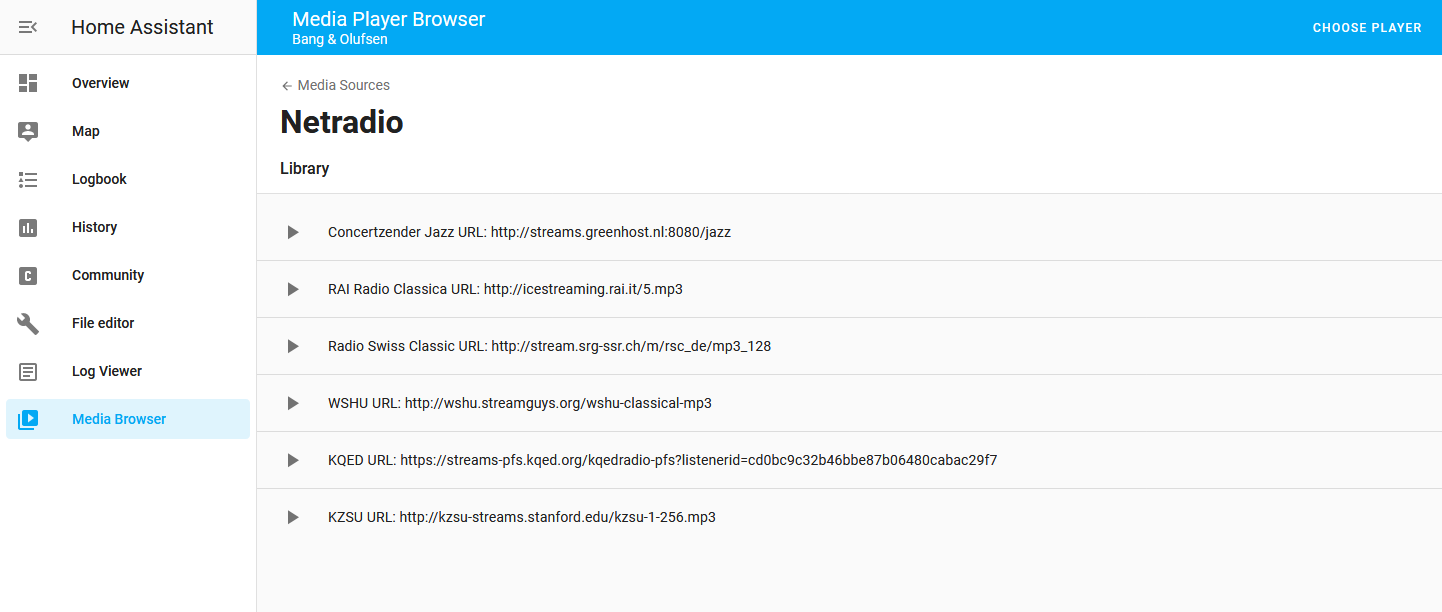 Home Assistant
Media Player Browser
Bang & Olufsen
CHOOSE PLAYER
Overview
Map
Logbook
History
Community
File editor
Log Viewer
Media Browser
Media Sources
Netradio
Library
Concertzender Jazz URL: http://streams.greenhost.nl:8080/jazz
RAI Radio Classica URL: http://icestreaming.rai.it/5.mp3
Radio Swiss Classic URL: http://stream.srg-ssr.ch/m/rsc_de/mp3_128
WSHU URL: http://wshu.streamguys.org/wshu-classical-mp3
KQED URL: https://streams-pfs.kqed.org/kqedradio-pfs?listenerid=cd0bc9c32b46bbe87b06480cabac29f7
KZSU URL: http://kzsu-streams.stanford.edu/kzsu-1-256.mp3